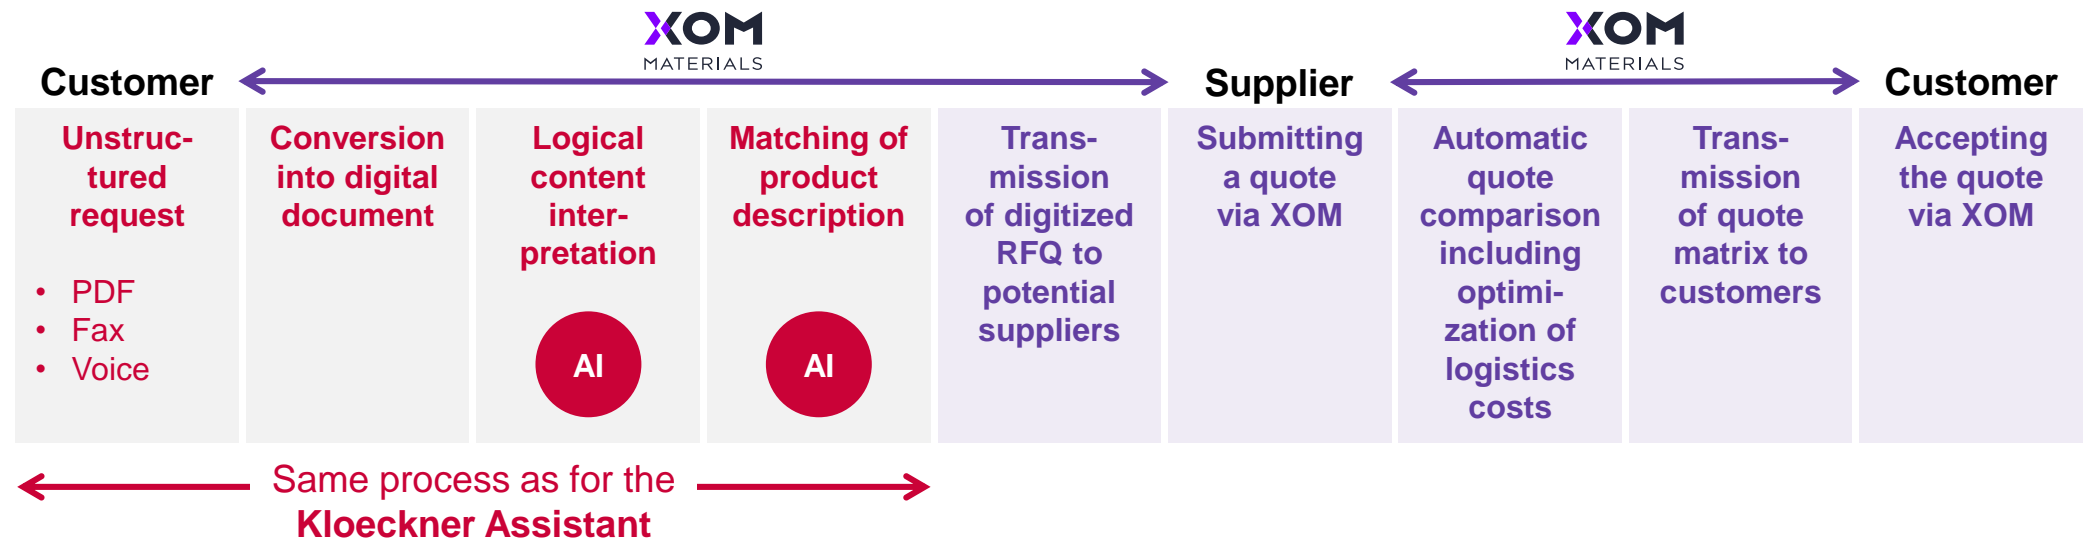 XOM
MATERIALS
XOM
MATERIALS
Customer
Supplier
Customer
Unstruc-
tured
request
• PDF
• Fax
• Voice
Conversion
into digital
document
Logical
content
inter-
pretation
AI
Matching of
product
description
AI
Trans-
mission
of digitized
RFQ to
potential
suppliers
Submitting
a quote
via XOM
Automatic
quote
comparison
including
optimi-
zation of
logistics
costs
Trans-
mission
of quote
matrix to
customers
Accepting
the quote
via XOM
Same process as for the
Kloeckner Assistant